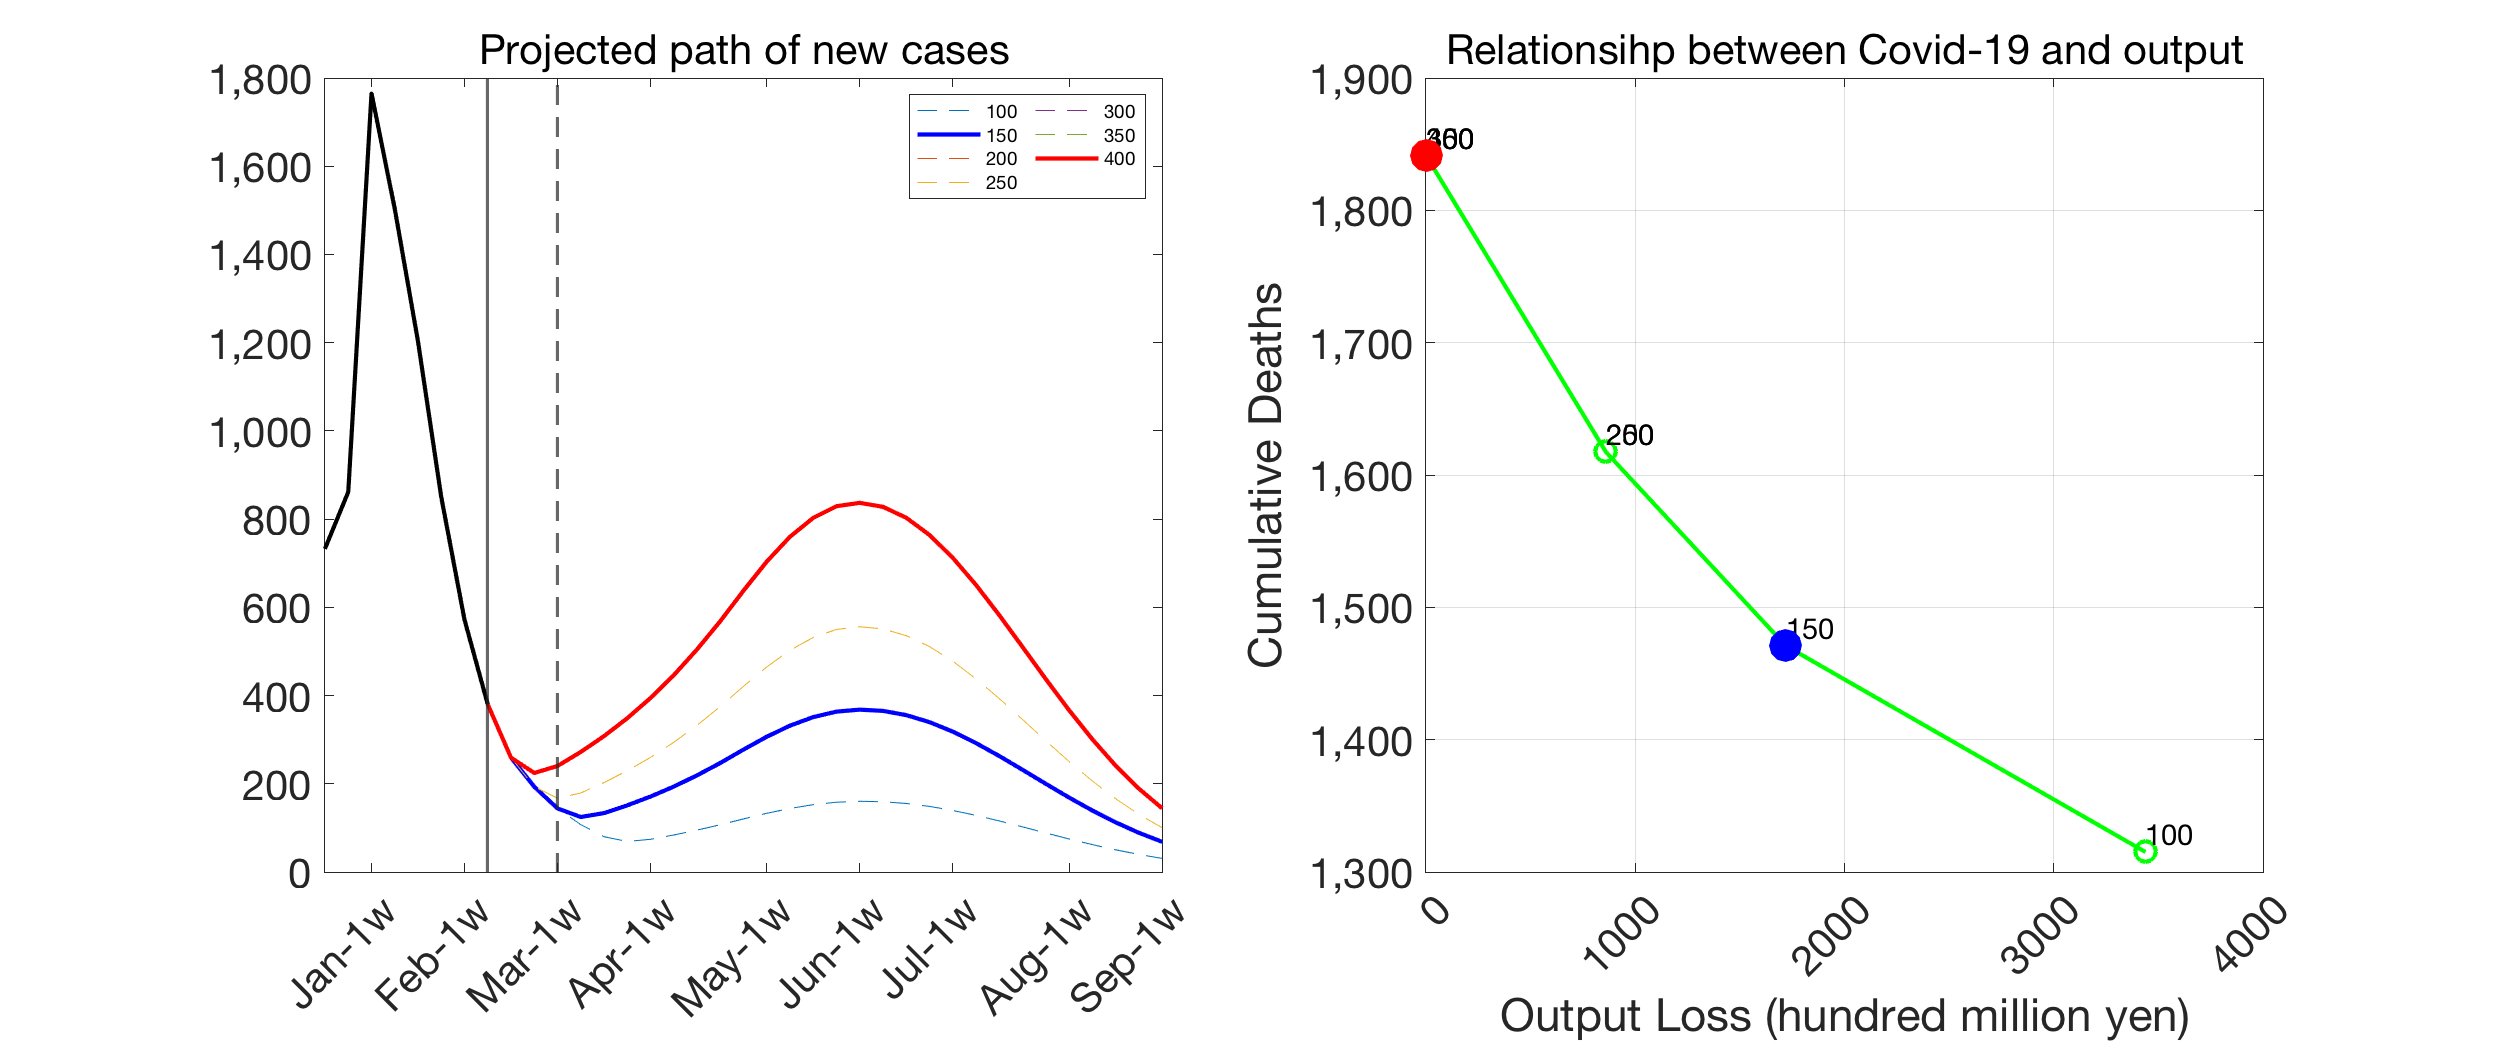 Projected path of new cases
1,800
1,600
1,400
1,200
1,000
800
600
400
200
0
100
150
200
250
300
350
400
Jan-1w
Feb-1w
Mar-1w
Apr-1w
May-1w
Jun-1w
Jul-1w
Aug-1w
Sep-1w
Relationsihp between Covid-19 and output
Cumulative Deaths
1,900
1,800
1,700
1,600
1,500
1,400
1,300
150
100
0
1000
2000
3000
4000
Output Loss (hundred million yen)